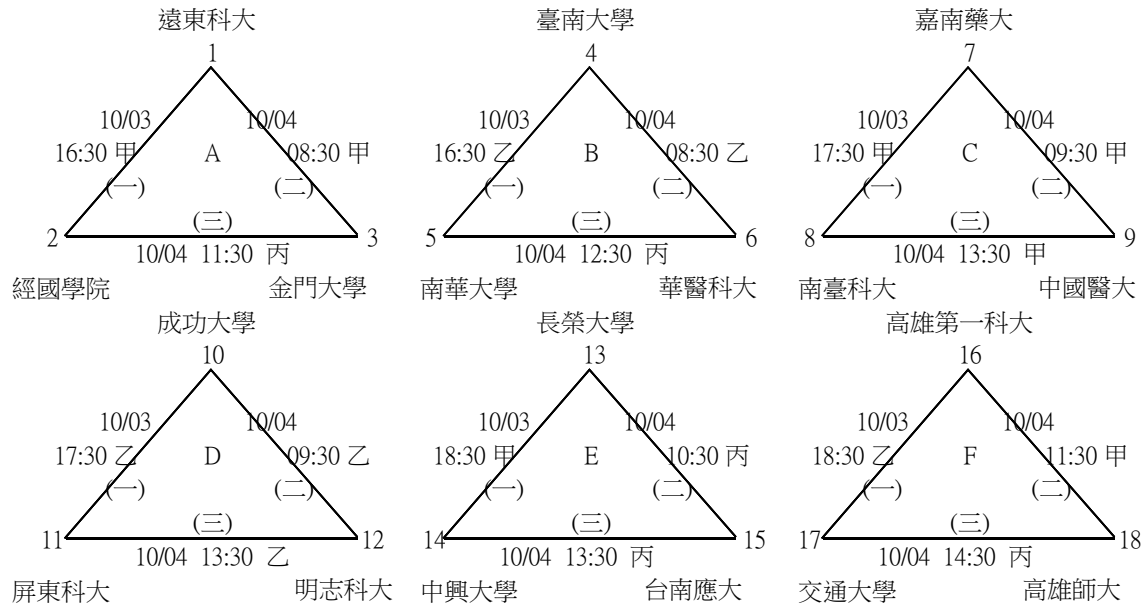 遠東科大 臺南大學 嘉南藥大
1 4 7
10/03 10/04 10/03 10/04 10/03 10/04
16:30 甲 A 08:30 甲 16:30 乙 B 08:30 乙 17:30 甲 C 09:30 甲
(一) (二) (一) (二) (一) (二)
(三) (三) (三)
2 3 5 6 8 9
10/04 11:30 丙 10/04 12:30 丙 10/04 13:30 甲
經國學院 金門大學 南華大學 華醫科大 南臺科大 中國醫大
成功大學 長榮大學 高雄第一科大
10 13 16
10/03 10/04 10/03 10/04 10/03 10/04
17:30 乙 D 09:30 乙 18:30 甲 E 10:30 丙 18:30 乙 F 11:30 甲
(一) (二) (一) (二) (一) (二)
(三) (三) (三)
11 12 14 15 17 18
10/04 13:30 乙 10/04 13:30 丙 10/04 14:30 丙
屏東科大 明志科大 中興大學 台南應大 交通大學 高雄師大